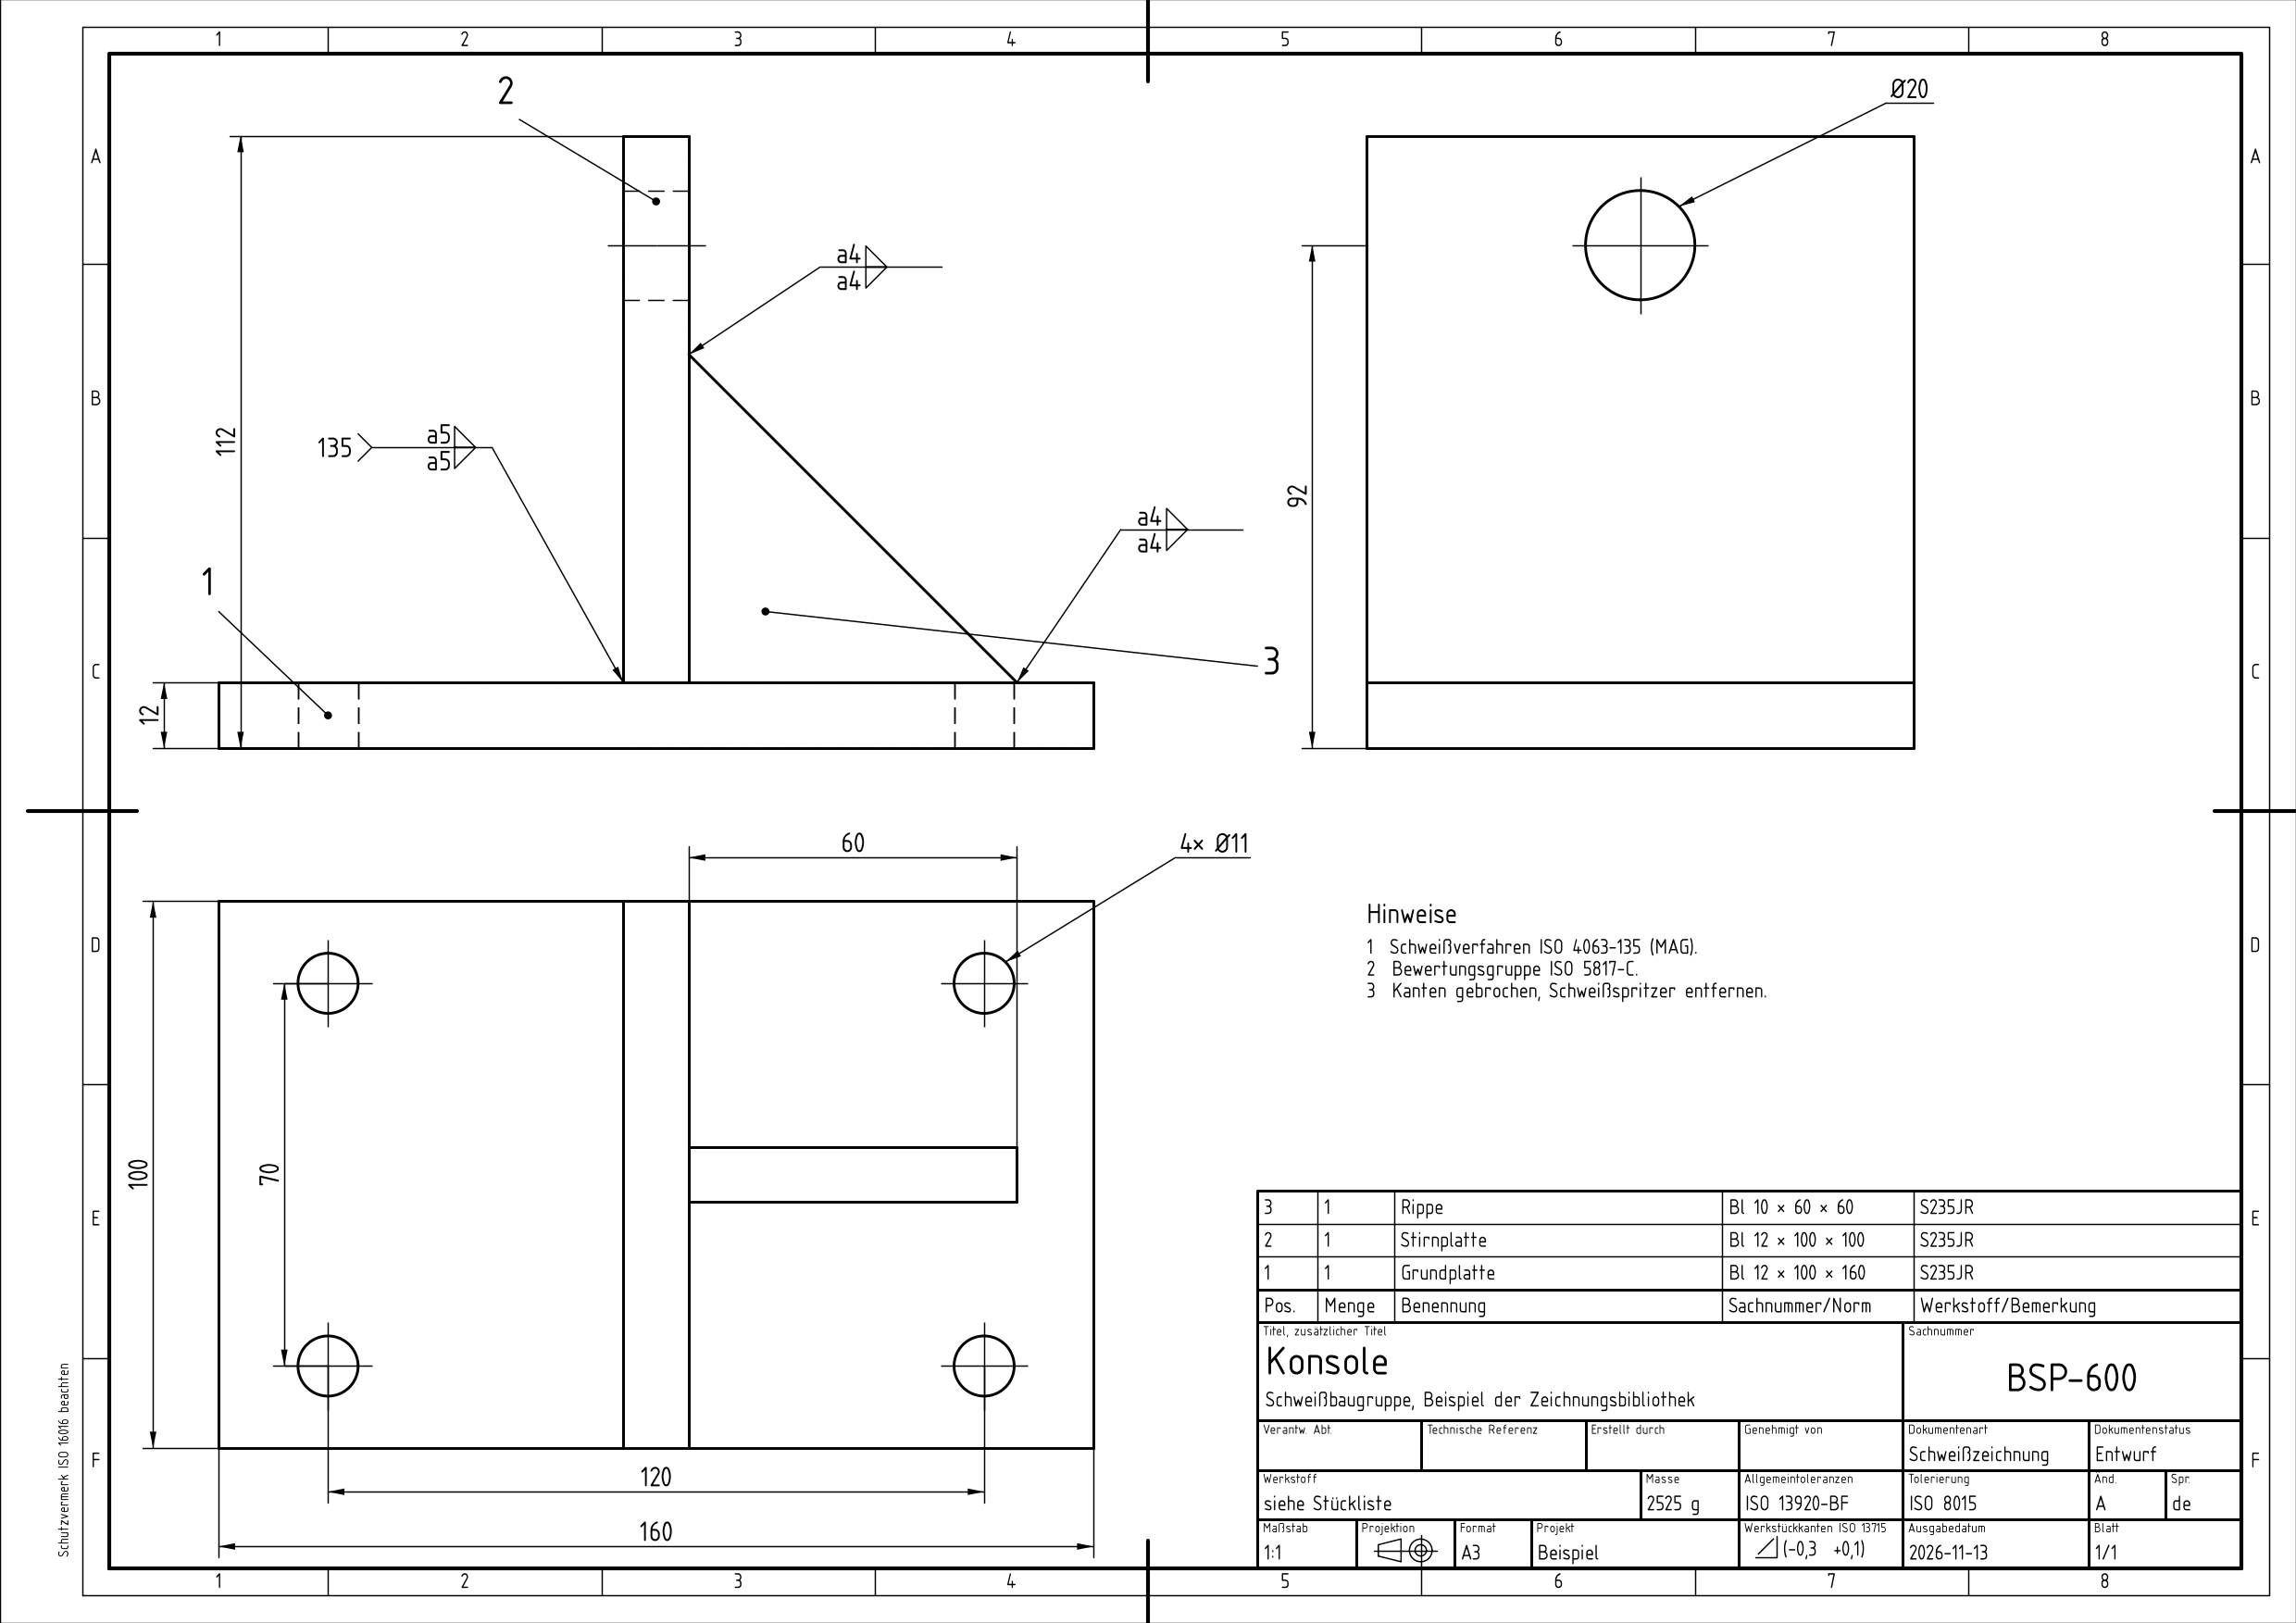 1 2 3 4 5 6 7 8
A A
B B
C C
D D
E E
F F
2
Ø20
a4
a4
112
135
a5
a5
92
a4
a4
1
3
12
60
4× Ø11
100
70
120
160
Hinweise
1 Schweißverfahren ISO 4063-135 (MAG).
2 Bewertungsgruppe ISO 5817-C.
3 Kanten gebrochen, Schweißspritzer entfernen.
3 1 Rippe Bl 10 × 60 × 60 S235JR
2 1 Stirnplatte Bl 12 × 100 × 100 S235JR
1 1 Grundplatte Bl 12 × 100 × 160 S235JR
Pos. Menge Benennung Sachnummer/Norm Werkstoff/Bemerkung
Titel, zusätzlicher Titel Sachnummer
Konsole
BSP-600
Schweißbaugruppe, Beispiel der Zeichnungsbibliothek
Verantw. Abt. Technische Referenz Erstellt durch Genehmigt von Dokumentenart Dokumentenstatus
Schweißzeichnung Entwurf
Werkstoff Masse Allgemeintoleranzen Tolerierung Änd. Spr.
siehe Stückliste 2525 g ISO 13920-BF ISO 8015 A de
Maßstab Projektion Format Projekt Werkstückkanten ISO 13715 Ausgabedatum Blatt
1:1 A3 Beispiel (-0,3 +0,1) 2026-11-13 1/1
Schutzvermerk ISO 16016 beachten
1 2 3 4 5 6 7 8